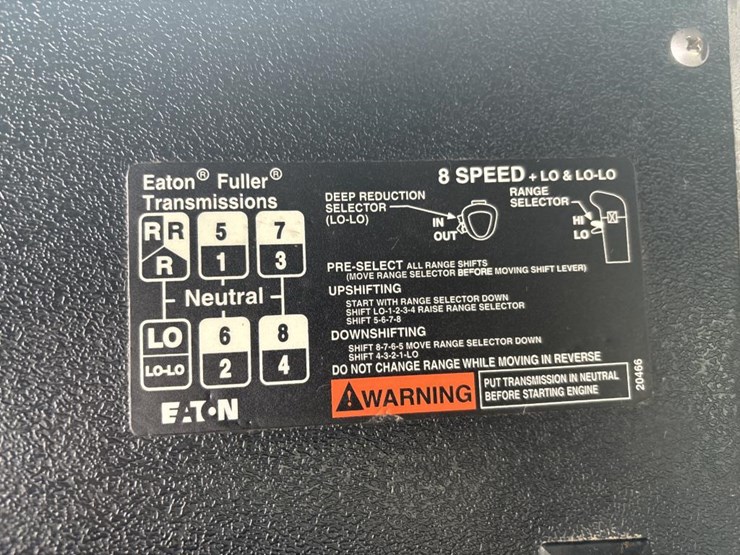 Eaton® Fuller®
Transmissions
8 SPEED + LO & LO-LO
DEEP REDUCTION
SELECTOR
(LO-LO)
IN
OUT
RANGE
SELECTOR
HI
LO
R R 5 7
R 1 3
Neutral
LO 6 8
LO-LO 2 4
EATON
PRE-SELECT ALL RANGE SHIFTS
(MOVE RANGE SELECTOR BEFORE MOVING SHIFT LEVER)
UPSHIFTING
START WITH RANGE SELECTOR DOWN
SHIFT LO-1-2-3-4 RAISE RANGE SELECTOR
SHIFT 5-6-7-8
DOWNSHIFTING
SHIFT 8-7-6-5 MOVE RANGE SELECTOR DOWN
SHIFT 4-3-2-1-LO
DO NOT CHANGE RANGE WHILE MOVING IN REVERSE
WARNING
PUT TRANSMISSION IN NEUTRAL
BEFORE STARTING ENGINE
20466